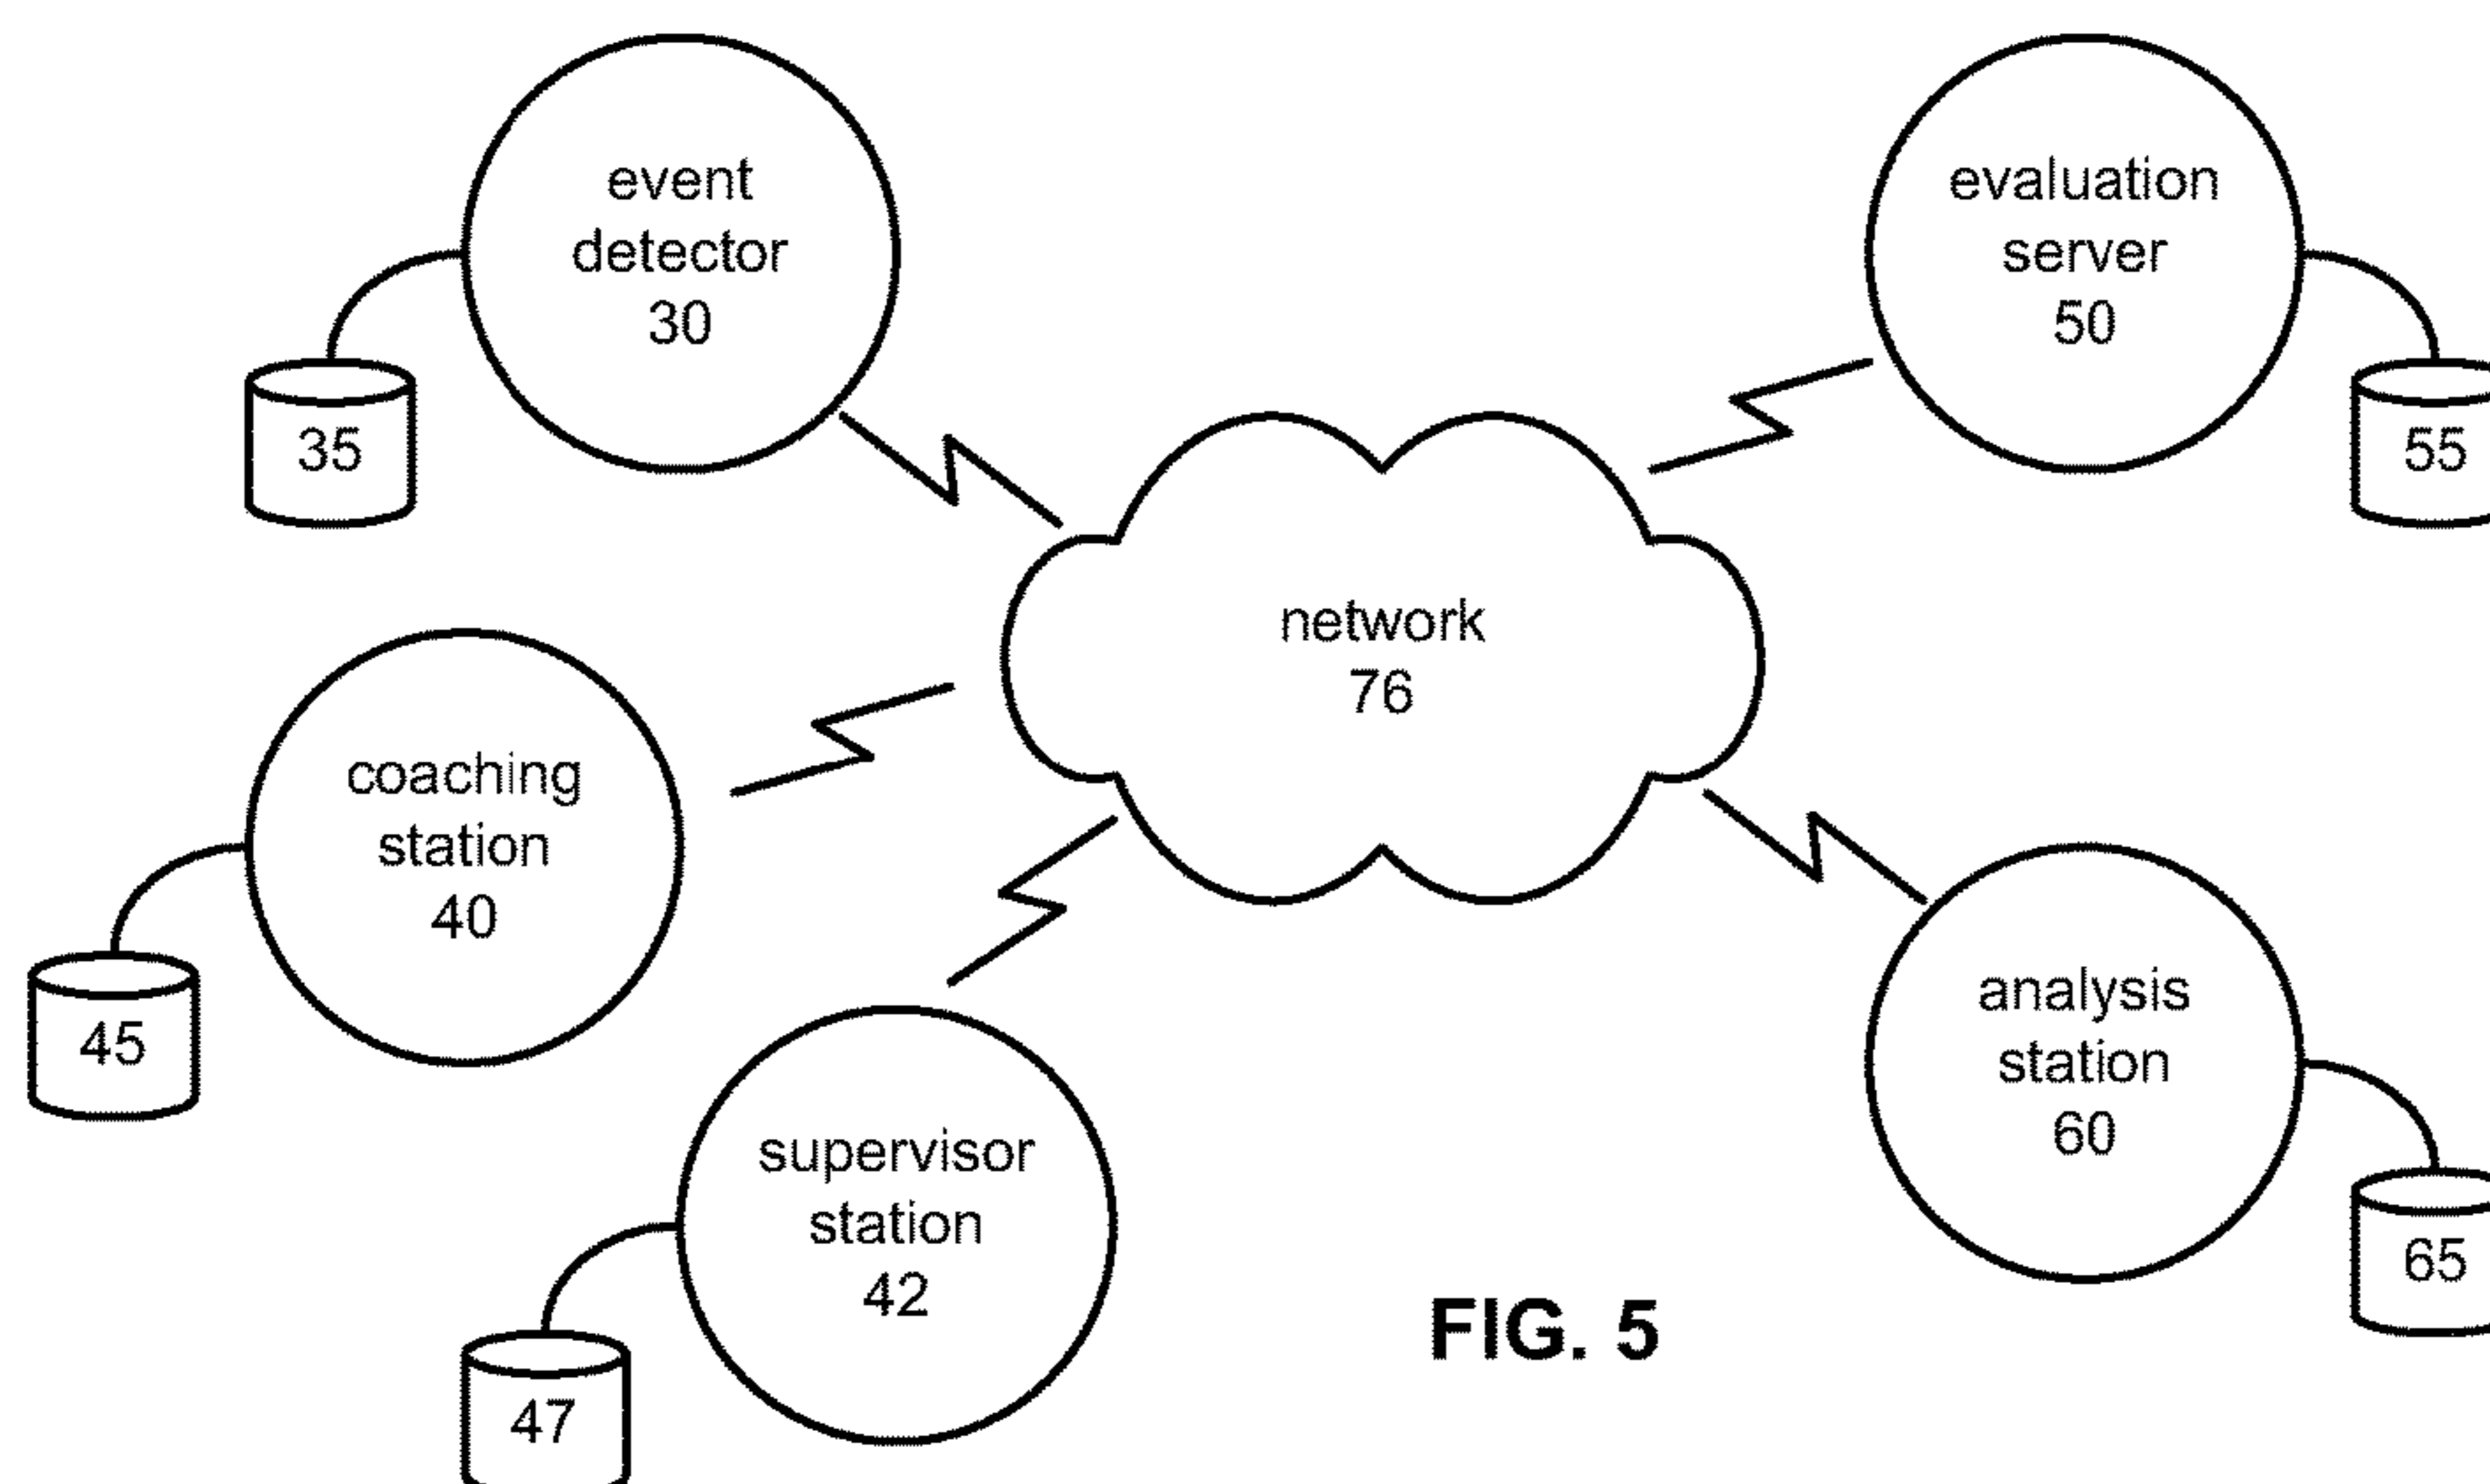 event
detector
30
35
evaluation
server
50
55
network
76
coaching
station
40
45
supervisor
station
42
47
analysis
station
60
65
FIG. 5